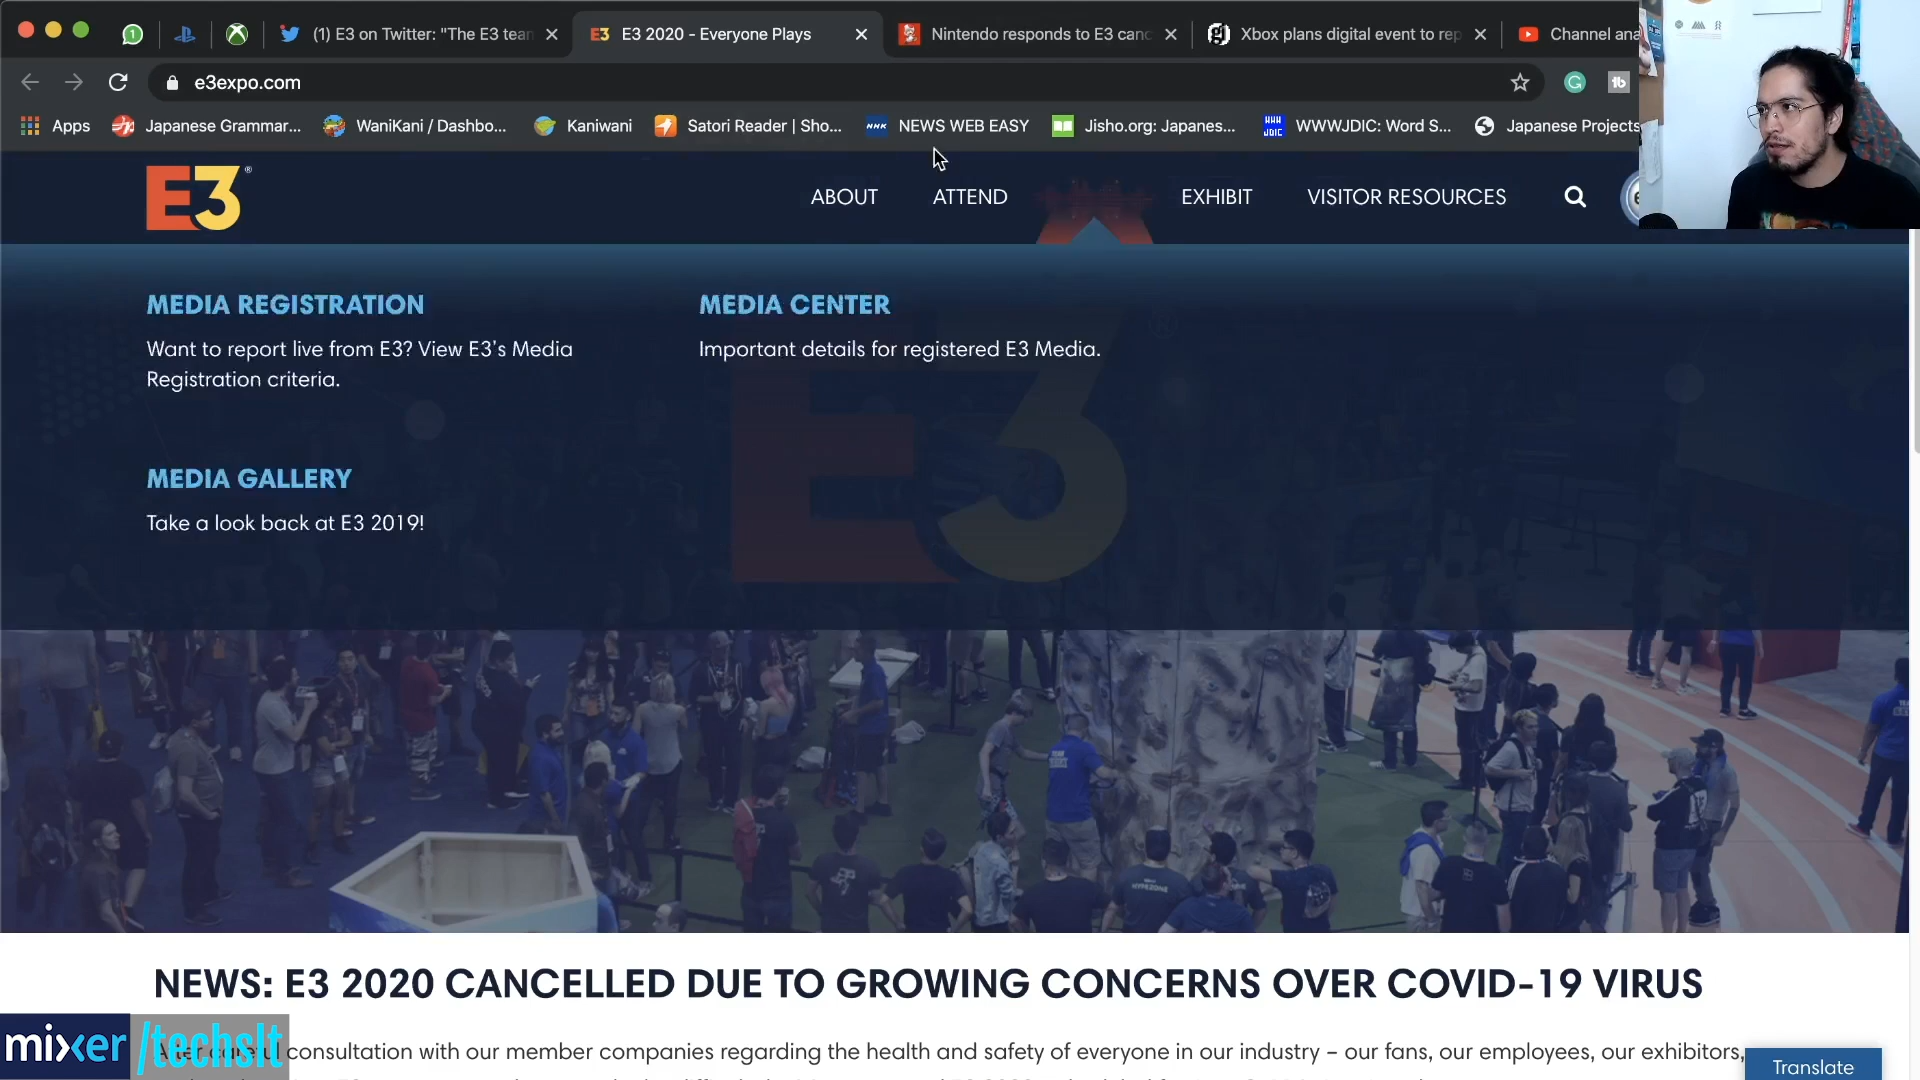 (1) E3 on Twitter: "The E3 tean
E3 2020 - Everyone Plays
Nintendo responds to E3 canc
Xbox plans digital event to rep
Channel ana
e3expo.com
Apps
Japanese Grammar...
WaniKani / Dashbo...
Kaniwani
Satori Reader | Sho...
NEWS WEB EASY
Jisho.org: Japanes...
WWWJDIC: Word S...
Japanese Projects
E3®
ABOUT
ATTEND
EXHIBIT
VISITOR RESOURCES
MEDIA REGISTRATION
Want to report live from E3? View E3's Media
Registration criteria.
MEDIA CENTER
Important details for registered E3 Media.
MEDIA GALLERY
Take a look back at E3 2019!
NEWS: E3 2020 CANCELLED DUE TO GROWING CONCERNS OVER COVID-19 VIRUS
mixer /techslt
After careful consultation with our member companies regarding the health and safety of everyone in our industry – our fans, our employees, our exhibitors,
Translate